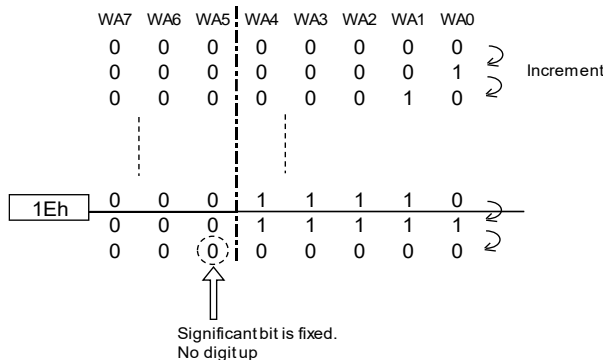 WA7 WA6 WA5 WA4 WA3 WA2 WA1 WA0
0 0 0 0 0 0 0 0
0 0 0 0 0 0 0 1
0 0 0 0 0 0 1 0
Increment
1Eh
0 0 0 1 1 1 1 0
0 0 0 1 1 1 1 1
0 0 0 0 0 0 0 0
Significant bit is fixed.
No digit up